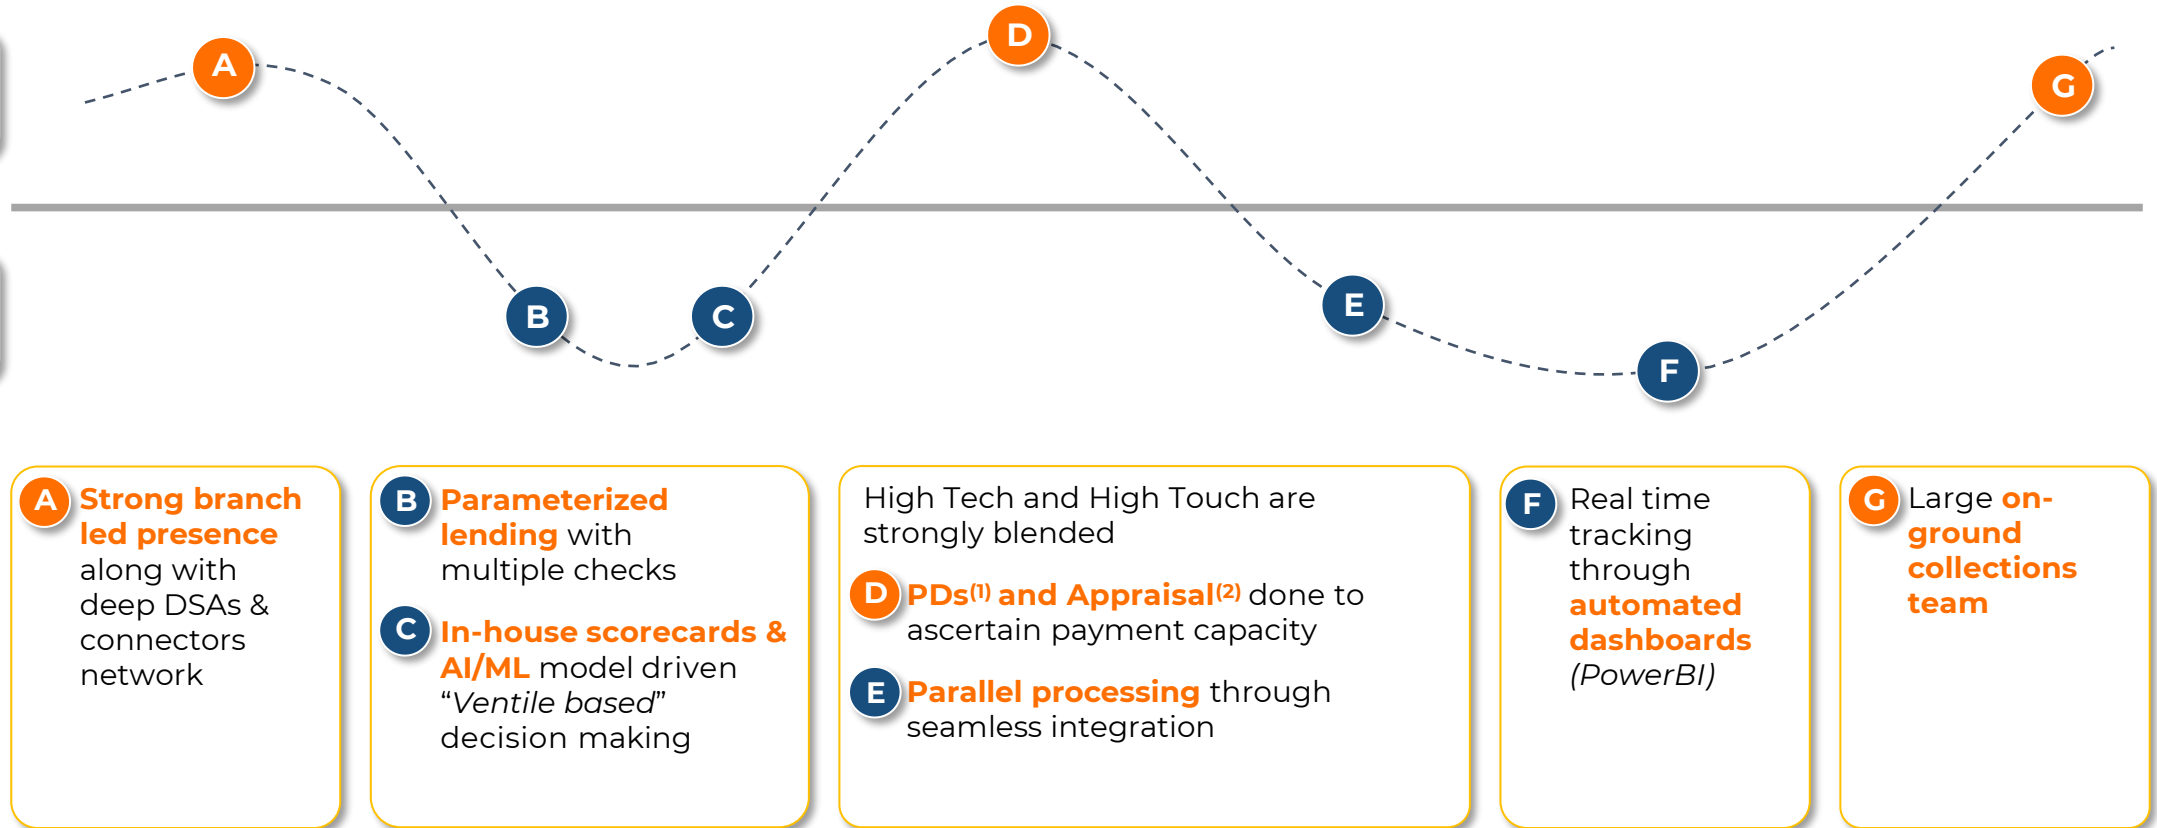 A
D
G
B
C
E
F
A Strong branch
led presence
along with
deep DSAs &
connectors
network
B Parameterized
lending with
multiple checks
C In-house scorecards &
AI/ML model driven
“Ventile based”
decision making
High Tech and High Touch are
strongly blended
D PDs(1) and Appraisal(2) done to
ascertain payment capacity
E Parallel processing through
seamless integration
F Real time
tracking
through
automated
dashboards
(PowerBI)
G Large on-
ground
collections
team